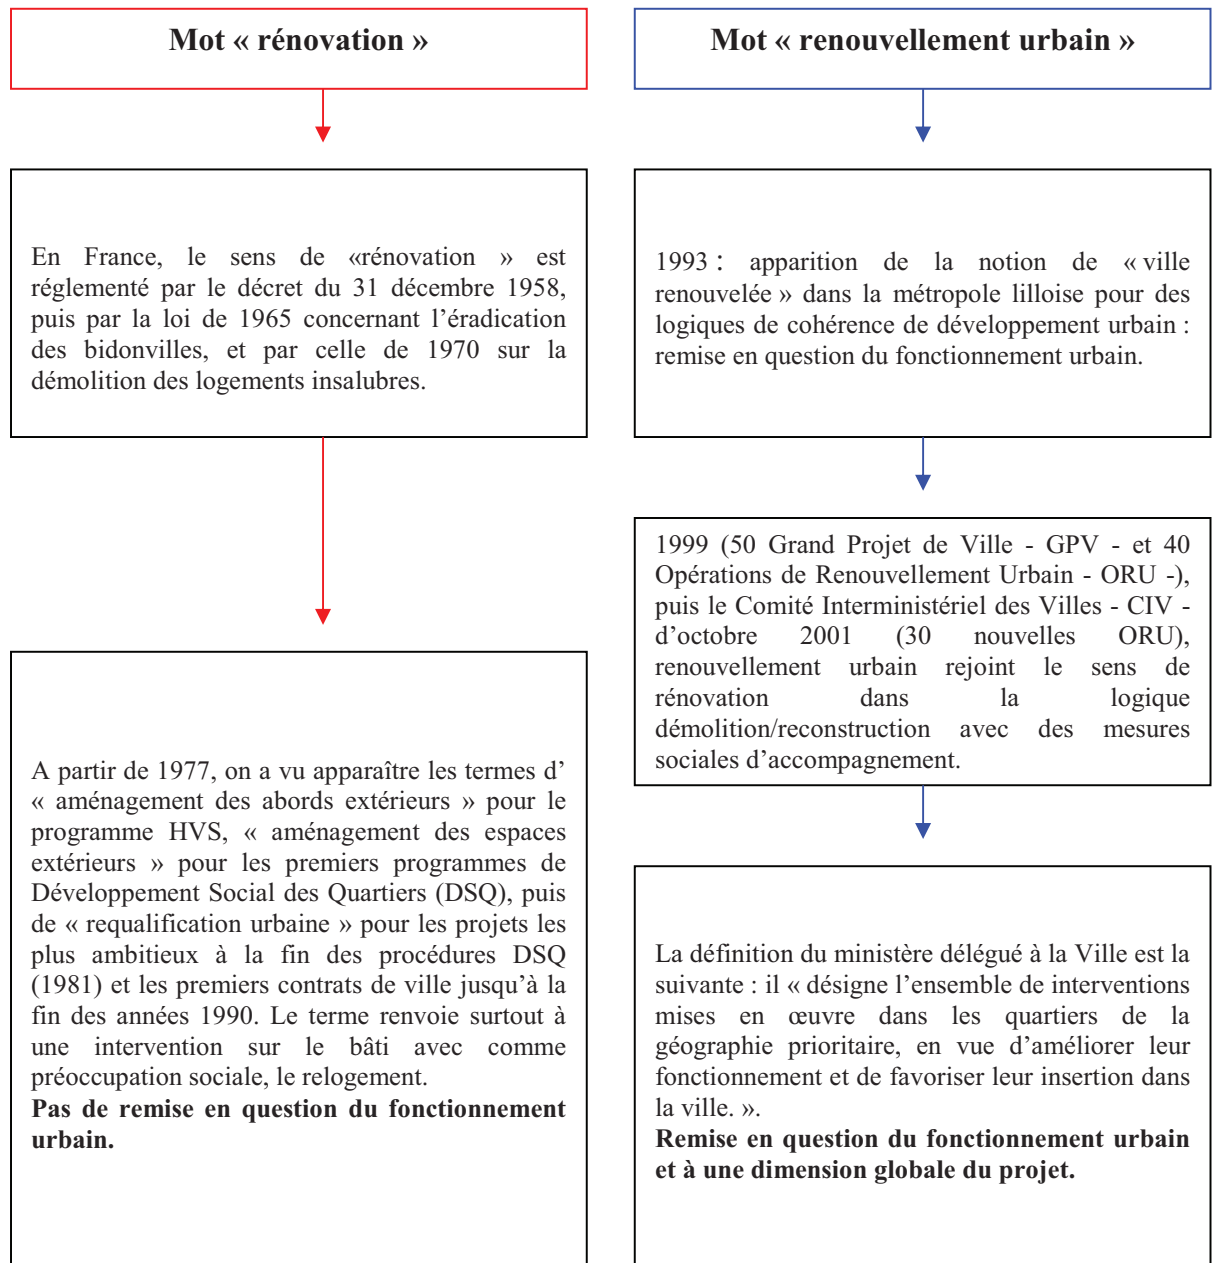 Mot « rénovation »
En France, le sens de «rénovation » est
réglementé par le décret du 31 décembre 1958,
puis par la loi de 1965 concernant l’éradication
des bidonvilles, et par celle de 1970 sur la
démolition des logements insalubres.
A partir de 1977, on a vu apparaître les termes d’
« aménagement des abords extérieurs » pour le
programme HVS, « aménagement des espaces
extérieurs » pour les premiers programmes de
Développement Social des Quartiers (DSQ), puis
de « requalification urbaine » pour les projets les
plus ambitieux à la fin des procédures DSQ
(1981) et les premiers contrats de ville jusqu’à la
fin des années 1990. Le terme renvoie surtout à
une intervention sur le bâti avec comme
préoccupation sociale, le relogement.
Pas de remise en question du fonctionnement
urbain.
Mot « renouvellement urbain »
1993 : apparition de la notion de « ville
renouvelée » dans la métropole lilloise pour des
logiques de cohérence de développement urbain :
remise en question du fonctionnement urbain.
1999 (50 Grand Projet de Ville - GPV - et 40
Opérations de Renouvellement Urbain - ORU -),
puis le Comité Interministériel des Villes - CIV -
d’octobre 2001 (30 nouvelles ORU),
renouvellement urbain rejoint le sens de
rénovation dans la logique
démolition/reconstruction avec des mesures
sociales d’accompagnement.
La définition du ministère délégué à la Ville est la
suivante : il « désigne l’ensemble de interventions
mises en œuvre dans les quartiers de la
géographie prioritaire, en vue d’améliorer leur
fonctionnement et de favoriser leur insertion dans
la ville. ».
Remise en question du fonctionnement urbain
et à une dimension globale du projet.